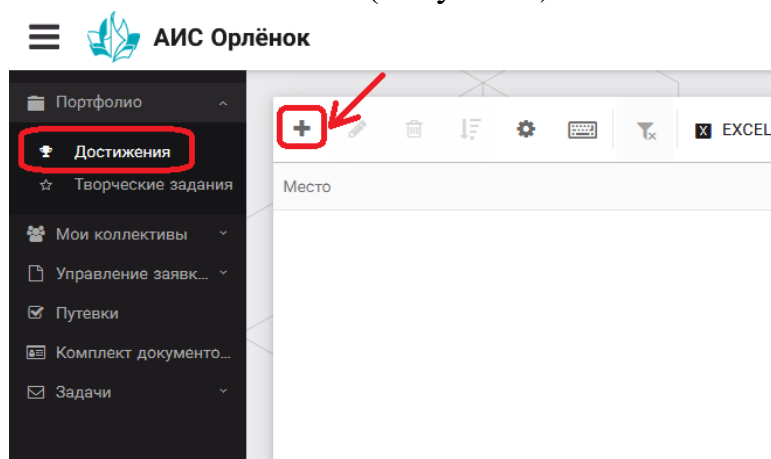 АИС Орлёнок
Портфолио
Достижения
Творческие задания
Мои коллективы
Управление заявк...
Путевки
Комплект документо...
Задачи
X EXCEL
Место